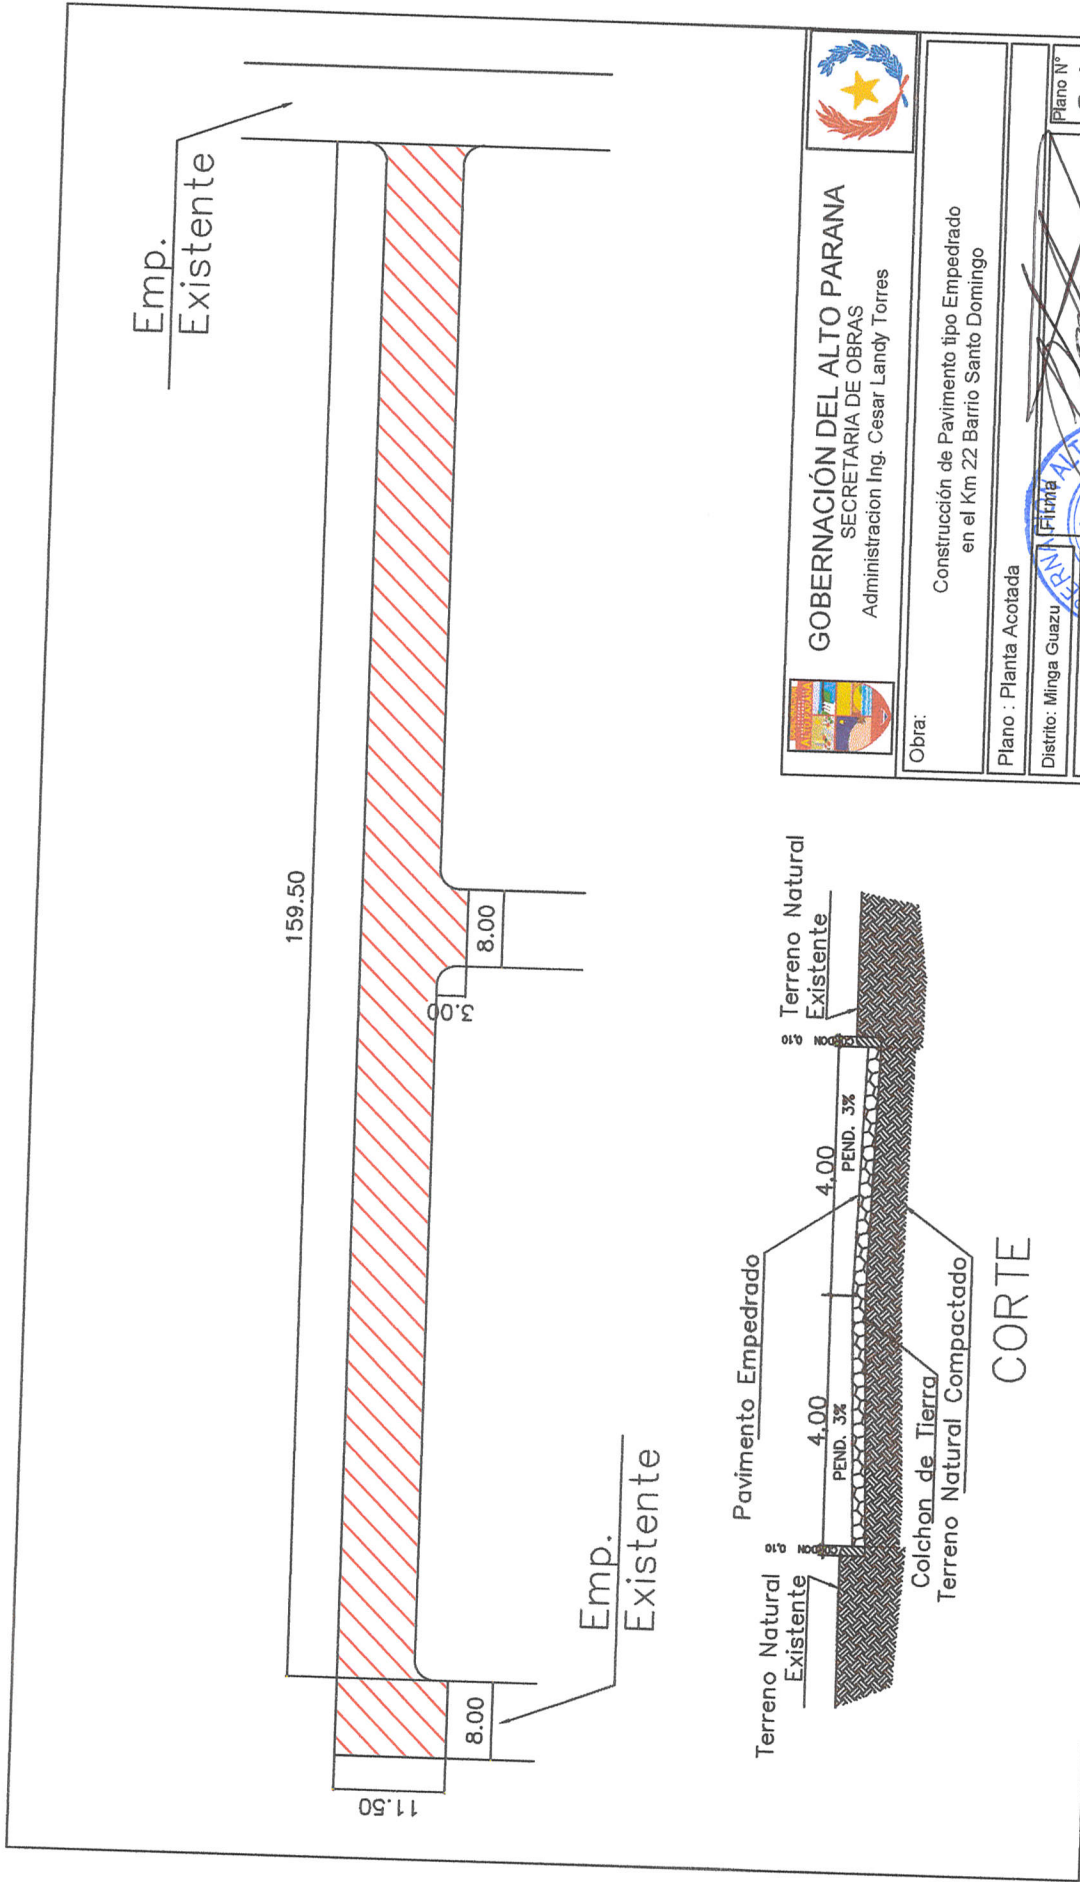 Emp.
Existente
159.50
8.00
3.00
11.50
8.00
Emp.
Existente
Terreno Natural
Existente
CORDON 0,10
Pavimento Empedrado
4.00
PEND. 3%
4.00
PEND. 3%
CORDON 0,10
Terreno Natural
Existente
Colchon de Tierra
Terreno Natural Compactado
CORTE
ALTO PARANA
GOBERNACIÓN DEL ALTO PARANA
SECRETARIA DE OBRAS
Administracion Ing. Cesar Landy Torres
Obra:
Construcción de Pavimento tipo Empedrado
en el Km 22 Barrio Santo Domingo
Plano : Planta Acotada
Distrito: Minga Guazu
Firma
Plano N°